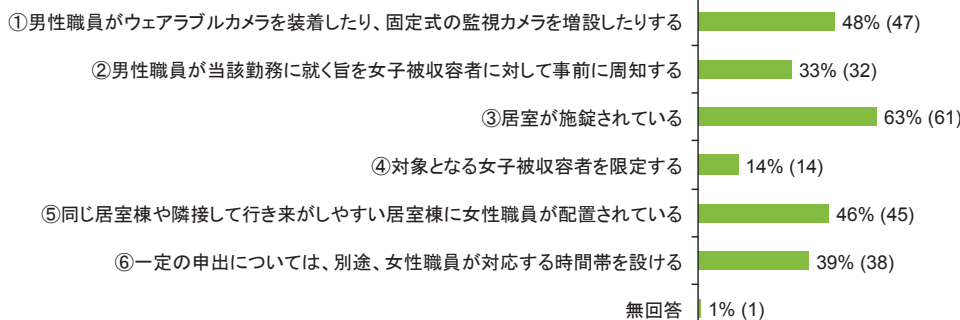 ①男性職員がウェアラブルカメラを装着したり、固定式の監視カメラを増設したりする 48% (47)
②男性職員が当該勤務に就く旨を女子被収容者に対して事前に周知する 33% (32)
③居室が施錠されている 63% (61)
④対象となる女子被収容者を限定する 14% (14)
⑤同じ居室棟や隣接して行き来がしやすい居室棟に女性職員が配置されている 46% (45)
⑥一定の申出については、別途、女性職員が対応する時間帯を設ける 39% (38)
無回答 1% (1)